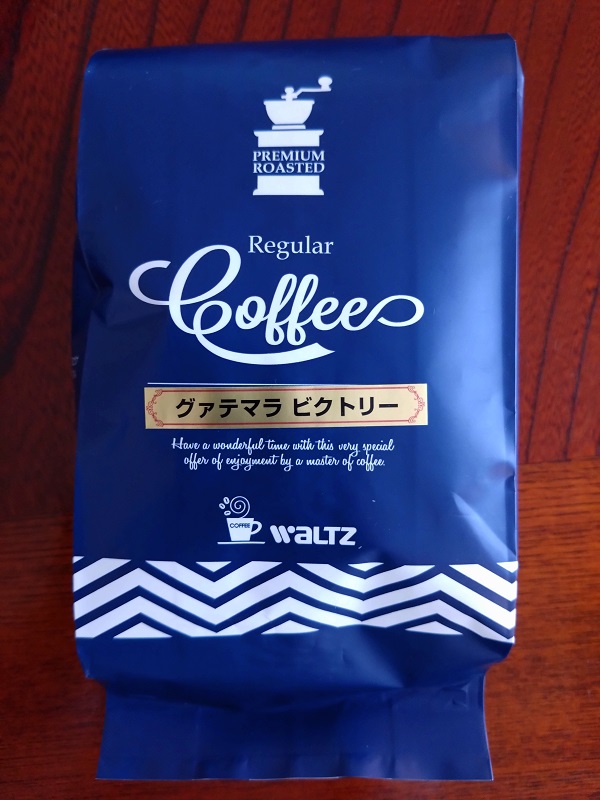 PREMIUM
ROASTED
Regular
Coffee
グァテマラ ビクトリー
Have a wonderful time with this very special
offer of enjoyment by a master of coffee.
COFFEE
WALTZ